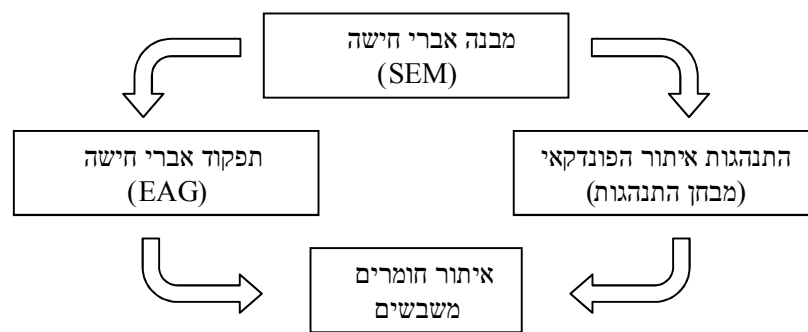 מבנה אברי חישה
(SEM)
התנהגות איתור הפונדקאי
(מבחן התנהגות)
תפקוד אברי חישה
(EAG)
איתור חומרים
משבשים